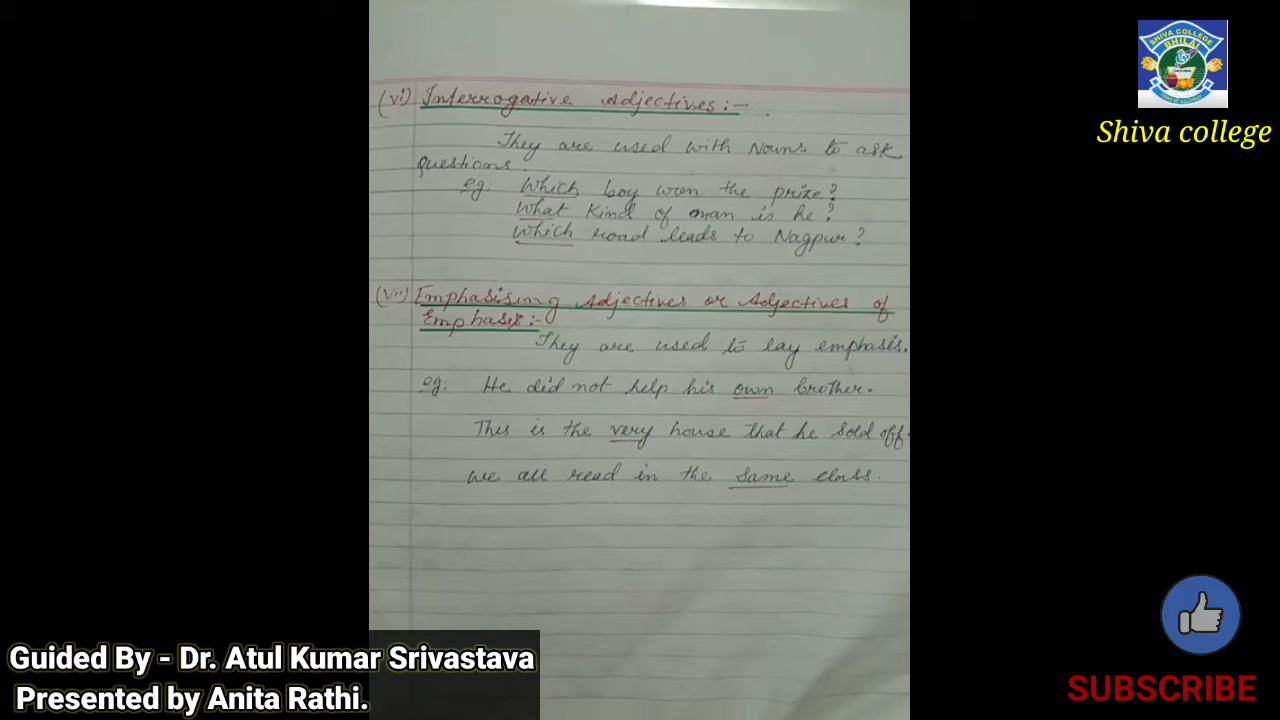 (vi) Interrogative Adjectives:-
They are used with Nouns to ask
questions.
eg: Which boy won the prize?
What kind of man is he?
Which road leads to Nagpur?
(vii) Emphasising Adjectives or Adjectives of
Emphasis:-
They are used to lay emphasis.
eg: He did not help his own brother.
This is the very house that he sold off.
We all read in the same class.
SHIVA COLLEGE
BHILAI
Shiva college
Guided By - Dr. Atul Kumar Srivastava
Presented by Anita Rathi.
SUBSCRIBE